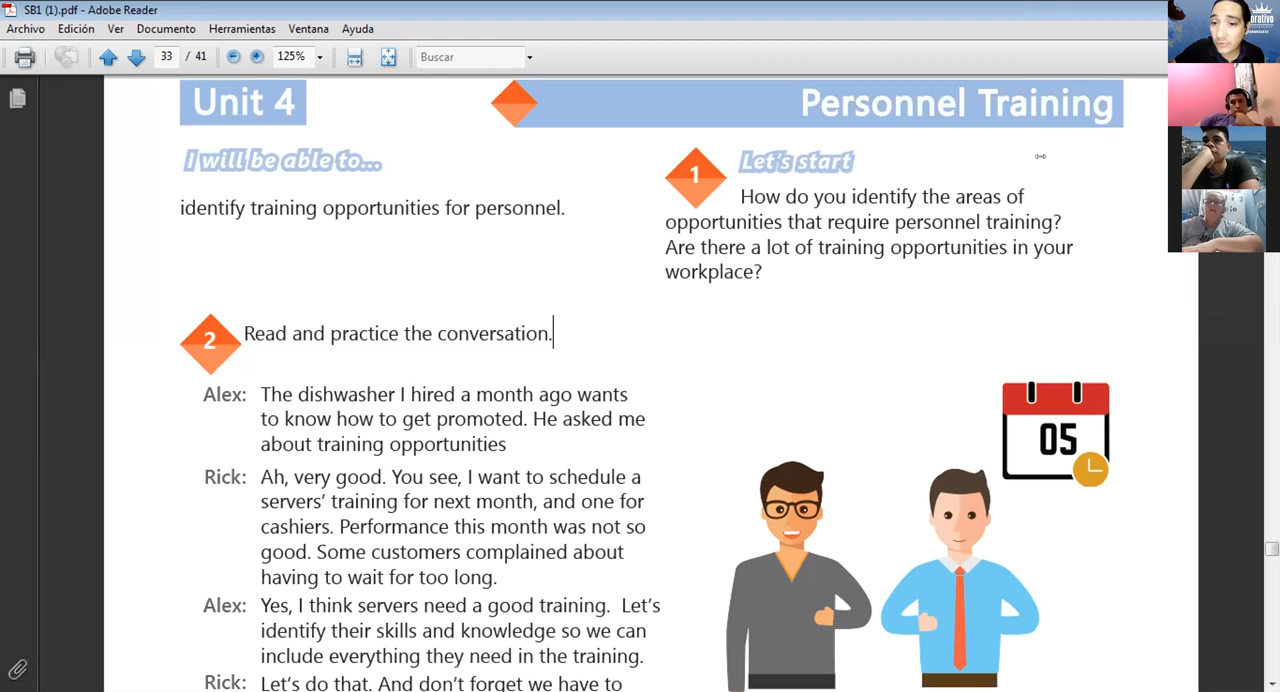 SB1 (1).pdf - Adobe Reader
Archivo Edición Ver Documento Herramientas Ventana Ayuda
33 / 41 125% Buscar
Unit 4 Personnel Training
I will be able to...
identify training opportunities for personnel.
1 Let's start
How do you identify the areas of
opportunities that require personnel training?
Are there a lot of training opportunities in your
workplace?
2 Read and practice the conversation.
Alex: The dishwasher I hired a month ago wants
to know how to get promoted. He asked me
about training opportunities
Rick: Ah, very good. You see, I want to schedule a
servers' training for next month, and one for
cashiers. Performance this month was not so
good. Some customers complained about
having to wait for too long.
Alex: Yes, I think servers need a good training. Let's
identify their skills and knowledge so we can
include everything they need in the training.
Rick: Let's do that. And don't forget we have to
05